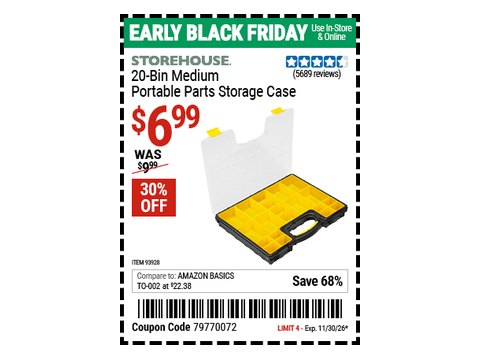 EARLY BLACK FRIDAY
Use In-Store
& Online
STOREHOUSE.
(5689 reviews)
20-Bin Medium
Portable Parts Storage Case
$6.99
WAS
$9.99
30%
OFF
ITEM 93928
Compare to: AMAZON BASICS
TO-002 at $22.38
Save 68%
Coupon Code 79770072
LIMIT 4 - Exp. 11/30/26*